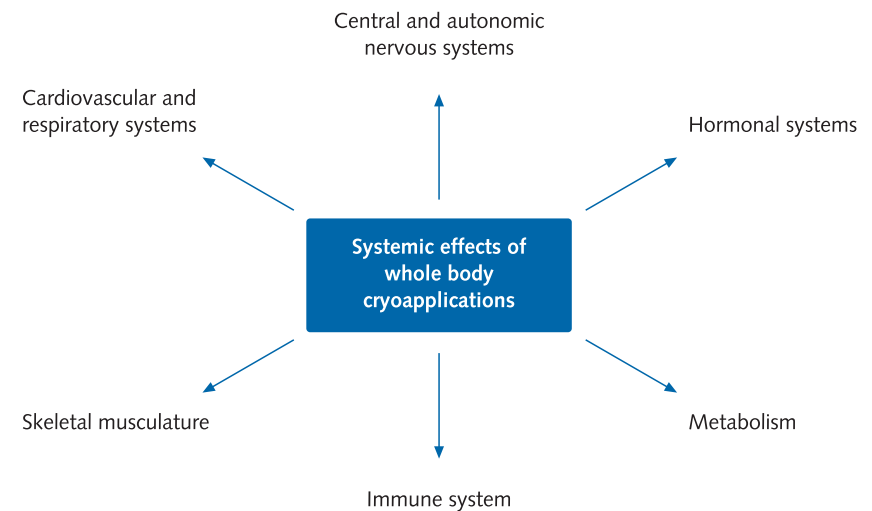 Central and autonomic
nervous systems
Cardiovascular and
respiratory systems
Hormonal systems
Systemic effects of
whole body
cryoapplications
Skeletal musculature
Metabolism
Immune system